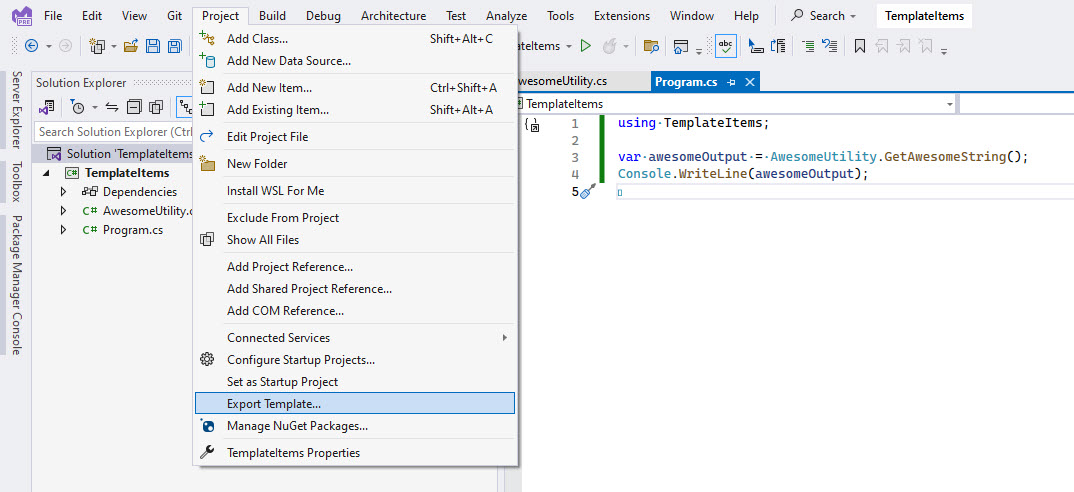 File Edit View Git Project Build Debug Architecture Test Analyze Tools Extensions Window Help Search TemplateItems
PRE
ateItems
abc
Server Explorer
Toolbox
Package Manager Console
Solution Explorer
Search Solution Explorer (Ctrl
Solution 'TemplateItems
C# TemplateItems
Dependencies
C# AwesomeUtility.c
C# Program.cs
Add Class... Shift+Alt+C
Add New Data Source...
Add New Item... Ctrl+Shift+A
Add Existing Item... Shift+Alt+A
Edit Project File
New Folder
Install WSL For Me
Exclude From Project
Show All Files
Add Project Reference...
Add Shared Project Reference...
Add COM Reference...
Connected Services
Configure Startup Projects...
Set as Startup Project
Export Template...
Manage NuGet Packages...
TemplateItems Properties
wesomeUtility.cs Program.cs
TemplateItems
1 using TemplateItems;
2
3 var awesomeOutput = AwesomeUtility.GetAwesomeString();
4 Console.WriteLine(awesomeOutput);
5